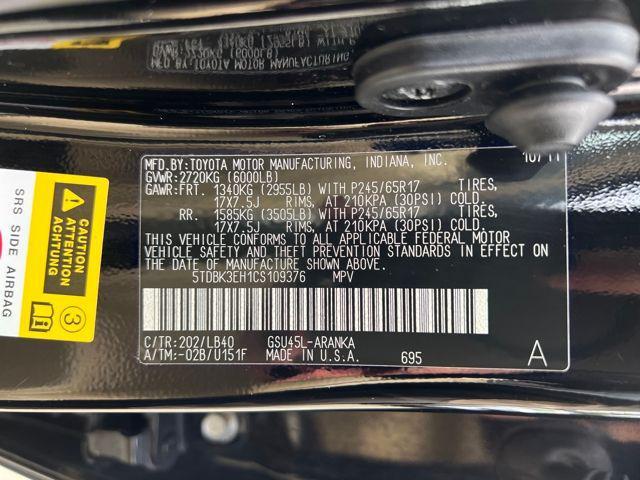 MFD.BY:TOYOTA MOTOR MANUFACTURING, INDIANA, INC. 10/11
GVWR:2720KG (6000LB)
GAWR:FRT. 1340KG (2955LB) WITH P245/65R17 TIRES,
17X7.5J RIMS, AT 210KPA (30PSI) COLD.
RR. 1585KG (3505LB) WITH P245/65R17 TIRES,
17X7.5J RIMS, AT 210KPA (30PSI) COLD.
THIS VEHICLE CONFORMS TO ALL APPLICABLE FEDERAL MOTOR
VEHICLE SAFETY AND THEFT PREVENTION STANDARDS IN EFFECT ON
THE DATE OF MANUFACTURE SHOWN ABOVE.
5TDBK3EH1CS109376 MPV
C/TR:202/LB40 GSU45L-ARANKA
A/TM:-02B/U151F MADE IN U.S.A. 695 A
SRS SIDE AIRBAG
CAUTION
ATTENTION
3